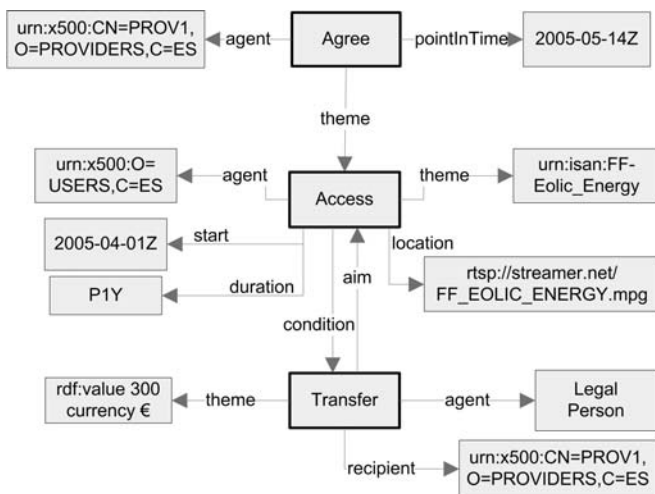 urn:x500:CN=PROV1,
O=PROVIDERS,C=ES
agent
Agree
pointInTime
2005-05-14Z
theme
urn:x500:O=
USERS,C=ES
agent
Access
theme
urn:isan:FF-
Eolic_Energy
2005-04-01Z
start
location
P1Y
duration
aim
rtsp://streamer.net/
FF_EOLIC_ENERGY.mpg
condition
rdf:value 300
currency €
theme
Transfer
agent
Legal
Person
recipient
urn:x500:CN=PROV1,
O=PROVIDERS,C=ES